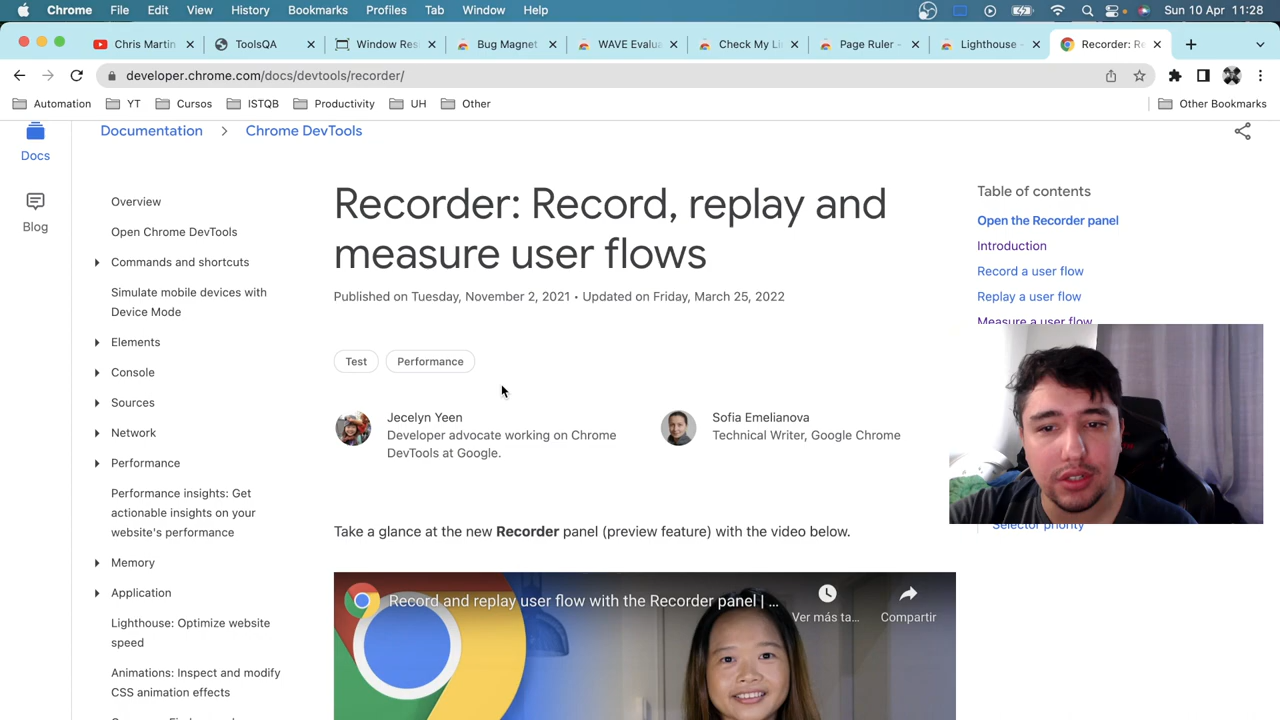 Chrome File Edit View History Bookmarks Profiles Tab Window Help Sun 10 Apr 11:28
Chris Martin ToolsQA Window Res Bug Magnet WAVE Evalua Check My Li Page Ruler - Lighthouse - Recorder: Re
developer.chrome.com/docs/devtools/recorder/
Automation YT Cursos ISTQB Productivity UH Other Other Bookmarks
Documentation Chrome DevTools
Docs
Blog
Overview
Open Chrome DevTools
Commands and shortcuts
Simulate mobile devices with
Device Mode
Elements
Console
Sources
Network
Performance
Performance insights: Get
actionable insights on your
website's performance
Memory
Application
Lighthouse: Optimize website
speed
Animations: Inspect and modify
CSS animation effects
Recorder: Record, replay and
measure user flows
Published on Tuesday, November 2, 2021 • Updated on Friday, March 25, 2022
Test Performance
Jecelyn Yeen
Developer advocate working on Chrome
DevTools at Google.
Sofia Emelianova
Technical Writer, Google Chrome
Take a glance at the new Recorder panel (preview feature) with the video below.
Record and replay user flow with the Recorder panel | ...
Ver más ta...
Compartir
Table of contents
Open the Recorder panel
Introduction
Record a user flow
Replay a user flow
Measure a user flow
Selector priority